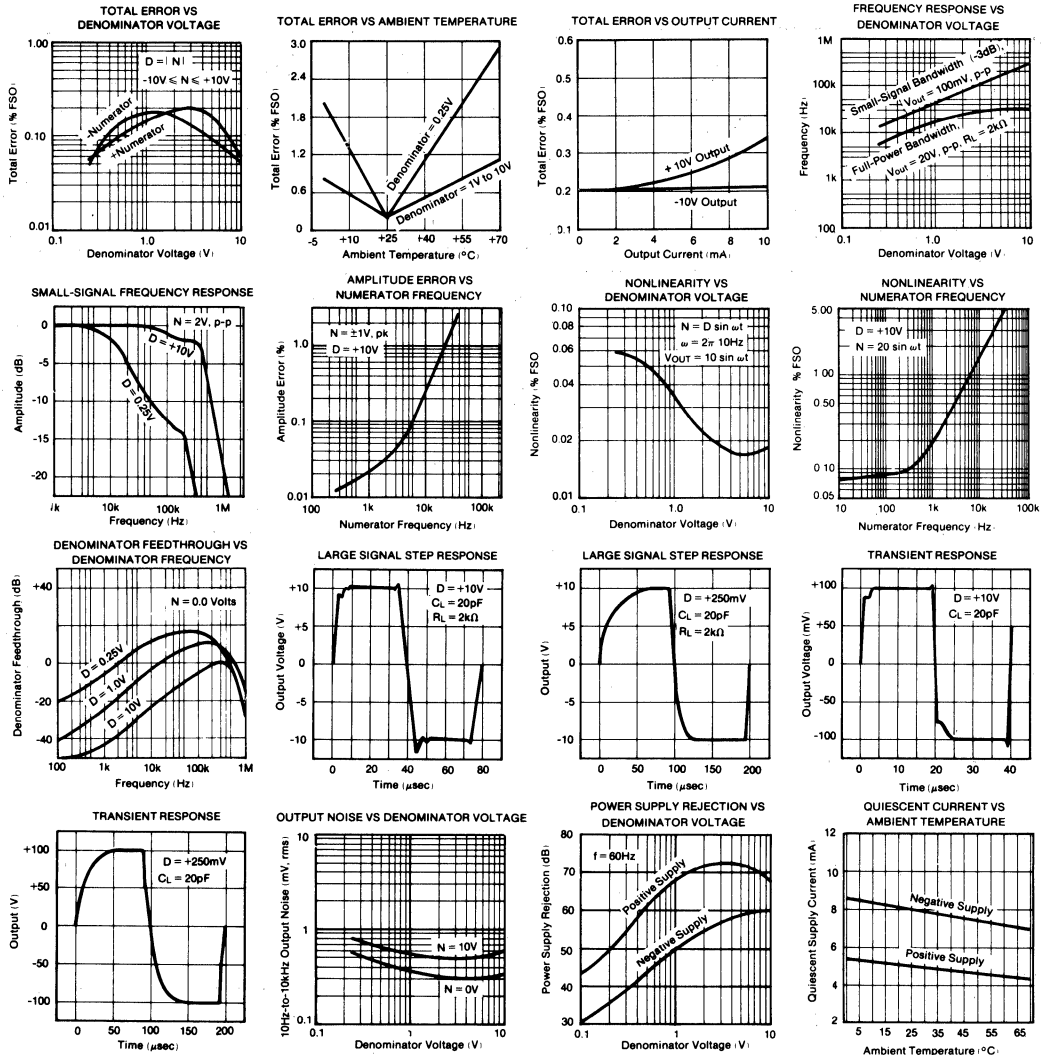 TOTAL ERROR VS
DENOMINATOR VOLTAGE
1.00
0.10
0.01
Total Error (% FSO)
D = | N |
-10V ⩽ N ⩽ +10V
-Numerator
+Numerator
0.1
1.0
10
Denominator Voltage (V)
TOTAL ERROR VS AMBIENT TEMPERATURE
3.0
2.4
1.8
1.2
0.6
0
Total Error (% FSO)
Denominator = 0.25V
Denominator = 1V to 10V
-5
+10
+25
+40
+55
+70
Ambient Temperature (°C)
TOTAL ERROR VS OUTPUT CURRENT
0.6
0.5
0.4
0.3
0.2
0.1
Total Error (% FSO)
+ 10V Output
-10V Output
0
2
4
6
8
10
Output Current (mA)
FREQUENCY RESPONSE VS
DENOMINATOR VOLTAGE
1M
100k
10k
1k
100
Frequency (Hz)
Small-Signal Bandwidth (-3dB),
Vout = 100mV, p-p
Full-Power Bandwidth,
Vout = 20V, p-p, RL = 2kΩ
0.1
1.0
10
Denominator Voltage (V)
SMALL-SIGNAL FREQUENCY RESPONSE
0
-5
-10
-15
-20
Amplitude (dB)
N = 2V, p-p
D = +10V
D = 0.25V
1k
10k
100k
1M
Frequency (Hz)
AMPLITUDE ERROR VS
NUMERATOR FREQUENCY
1.0
0.1
0.01
Amplitude Error (%)
N = ±1V, pk
D = +10V
100
1k
10k
100k
Numerator Frequency (Hz)
NONLINEARITY VS
DENOMINATOR VOLTAGE
0.10
0.08
0.06
0.04
0.02
0.01
Nonlinearity (% FSO
N = D sin ωt
ω = 2π 10Hz
VOUT = 10 sin ωt
0.1
1.0
10
Denominator Voltage (V)
NONLINEARITY VS
NUMERATOR FREQUENCY
5.00
1.00
0.50
0.10
0.05
Nonlinearity % FSO
D = +10V
N = 20 sin ωt
10
100
1k
10k
100k
Numerator Frequency Hz
DENOMINATOR FEEDTHROUGH VS
DENOMINATOR FREQUENCY
+40
+20
0
-20
-40
Denominator Feedthrough (dB)
N = 0.0 Volts
D = 0.25V
D = 1.0V
D = 10V
100
1k
10k
100k
1M
Frequency (Hz)
LARGE SIGNAL STEP RESPONSE
+10
+5
0
-5
-10
Output Voltage (V)
D = +10V
CL = 20pF
RL = 2kΩ
0
20
40
60
80
Time (μsec)
LARGE SIGNAL STEP RESPONSE
+10
+5
0
-5
-10
Output (V)
D = +250mV
CL = 20pF
RL = 2kΩ
0
50
100
150
200
Time (μsec)
TRANSIENT RESPONSE
+100
+50
0
-50
-100
Output Voltage (mV)
D = +10V
CL = 20pF
0
10
20
30
40
Time (μsec)
TRANSIENT RESPONSE
+100
+50
0
-50
-100
Output (V)
D = +250mV
CL = 20pF
0
50
100
150
200
Time (μsec)
OUTPUT NOISE VS DENOMINATOR VOLTAGE
10
1
0.1
10Hz-to-10kHz Output Noise (mV, rms)
N = 10V
N = 0V
0.1
1.0
10
Denominator Voltage (V)
POWER SUPPLY REJECTION VS
DENOMINATOR VOLTAGE
80
70
60
50
40
30
Power Supply Rejection (dB)
f = 60Hz
Positive Supply
Negative Supply
.1
1.0
10
Denominator Voltage (V)
QUIESCENT CURRENT VS
AMBIENT TEMPERATURE
12
10
8
6
4
2
Quiescent Supply Current (mA)
Negative Supply
Positive Supply
5
15
25
35
45
55
65
Ambient Temperature (°C)